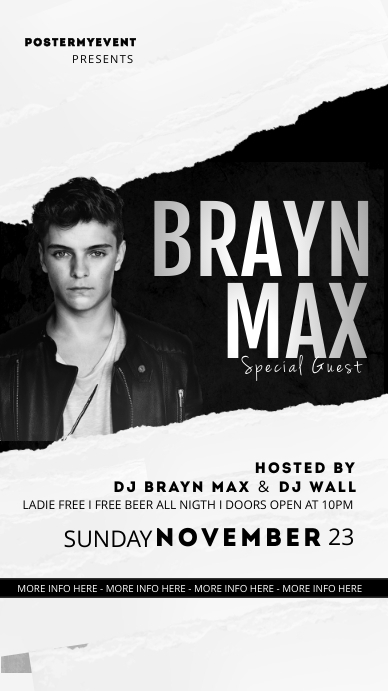 POSTERMYEVENT
PRESENTS
BRAYN
MAX
Special Guest
HOSTED BY
DJ BRAYN MAX & DJ WALL
LADIE FREE I FREE BEER ALL NIGTH I DOORS OPEN AT 10PM
SUNDAY NOVEMBER 23
MORE INFO HERE - MORE INFO HERE - MORE INFO HERE - MORE INFO HERE